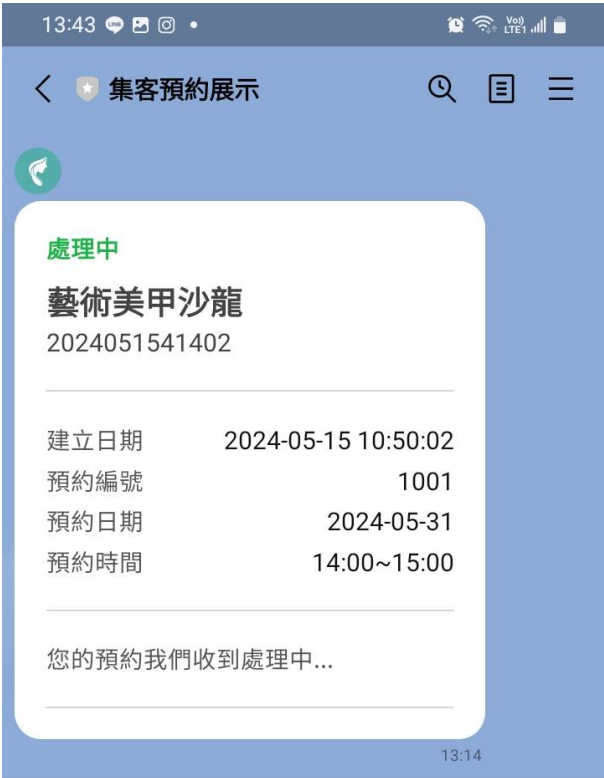 13:43
Vo))
LTE1
集客預約展示
處理中
藝術美甲沙龍
2024051541402
建立日期 2024-05-15 10:50:02
預約編號 1001
預約日期 2024-05-31
預約時間 14:00~15:00
您的預約我們收到處理中...
13:14